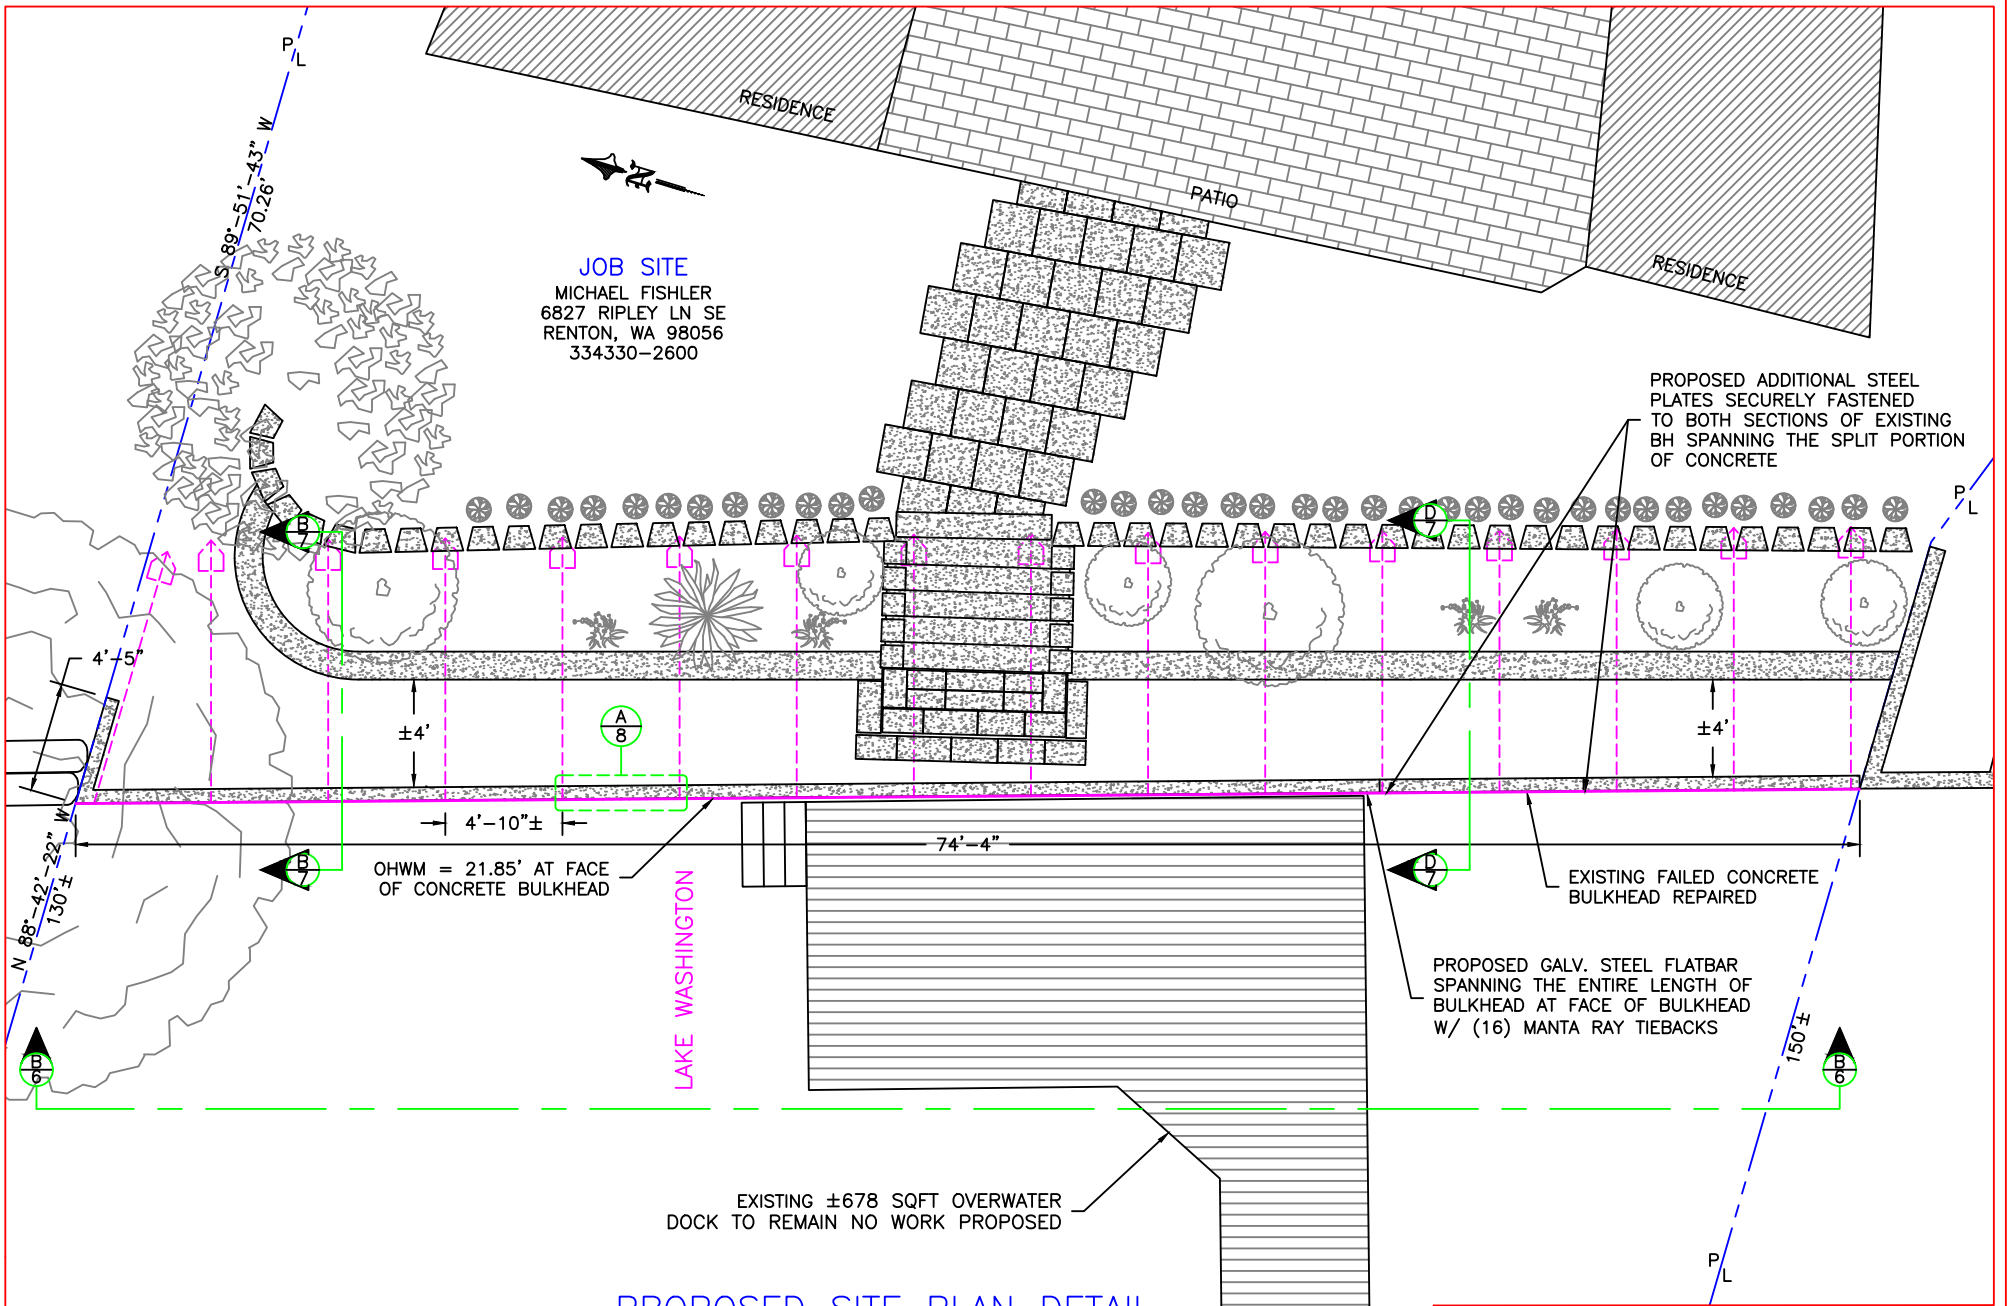 P
L
S 89°-51'-43" W
70.26'
RESIDENCE
N
PATIO
RESIDENCE
JOB SITE
MICHAEL FISHLER
6827 RIPLEY LN SE
RENTON, WA 98056
334330-2600
PROPOSED ADDITIONAL STEEL
PLATES SECURELY FASTENED
TO BOTH SECTIONS OF EXISTING
BH SPANNING THE SPLIT PORTION
OF CONCRETE
P
L
B
7
D
7
4'-5"
±4'
A
8
±4'
4'-10"±
74'-4"
OHWM = 21.85' AT FACE
OF CONCRETE BULKHEAD
B
7
D
7
EXISTING FAILED CONCRETE
BULKHEAD REPAIRED
N 88°-42'-22" W
130'±
LAKE WASHINGTON
PROPOSED GALV. STEEL FLATBAR
SPANNING THE ENTIRE LENGTH OF
BULKHEAD AT FACE OF BULKHEAD
W/ (16) MANTA RAY TIEBACKS
150'±
B
6
B
6
EXISTING ±678 SQFT OVERWATER
DOCK TO REMAIN NO WORK PROPOSED
P
L
PROPOSED SITE PLAN DETAIL